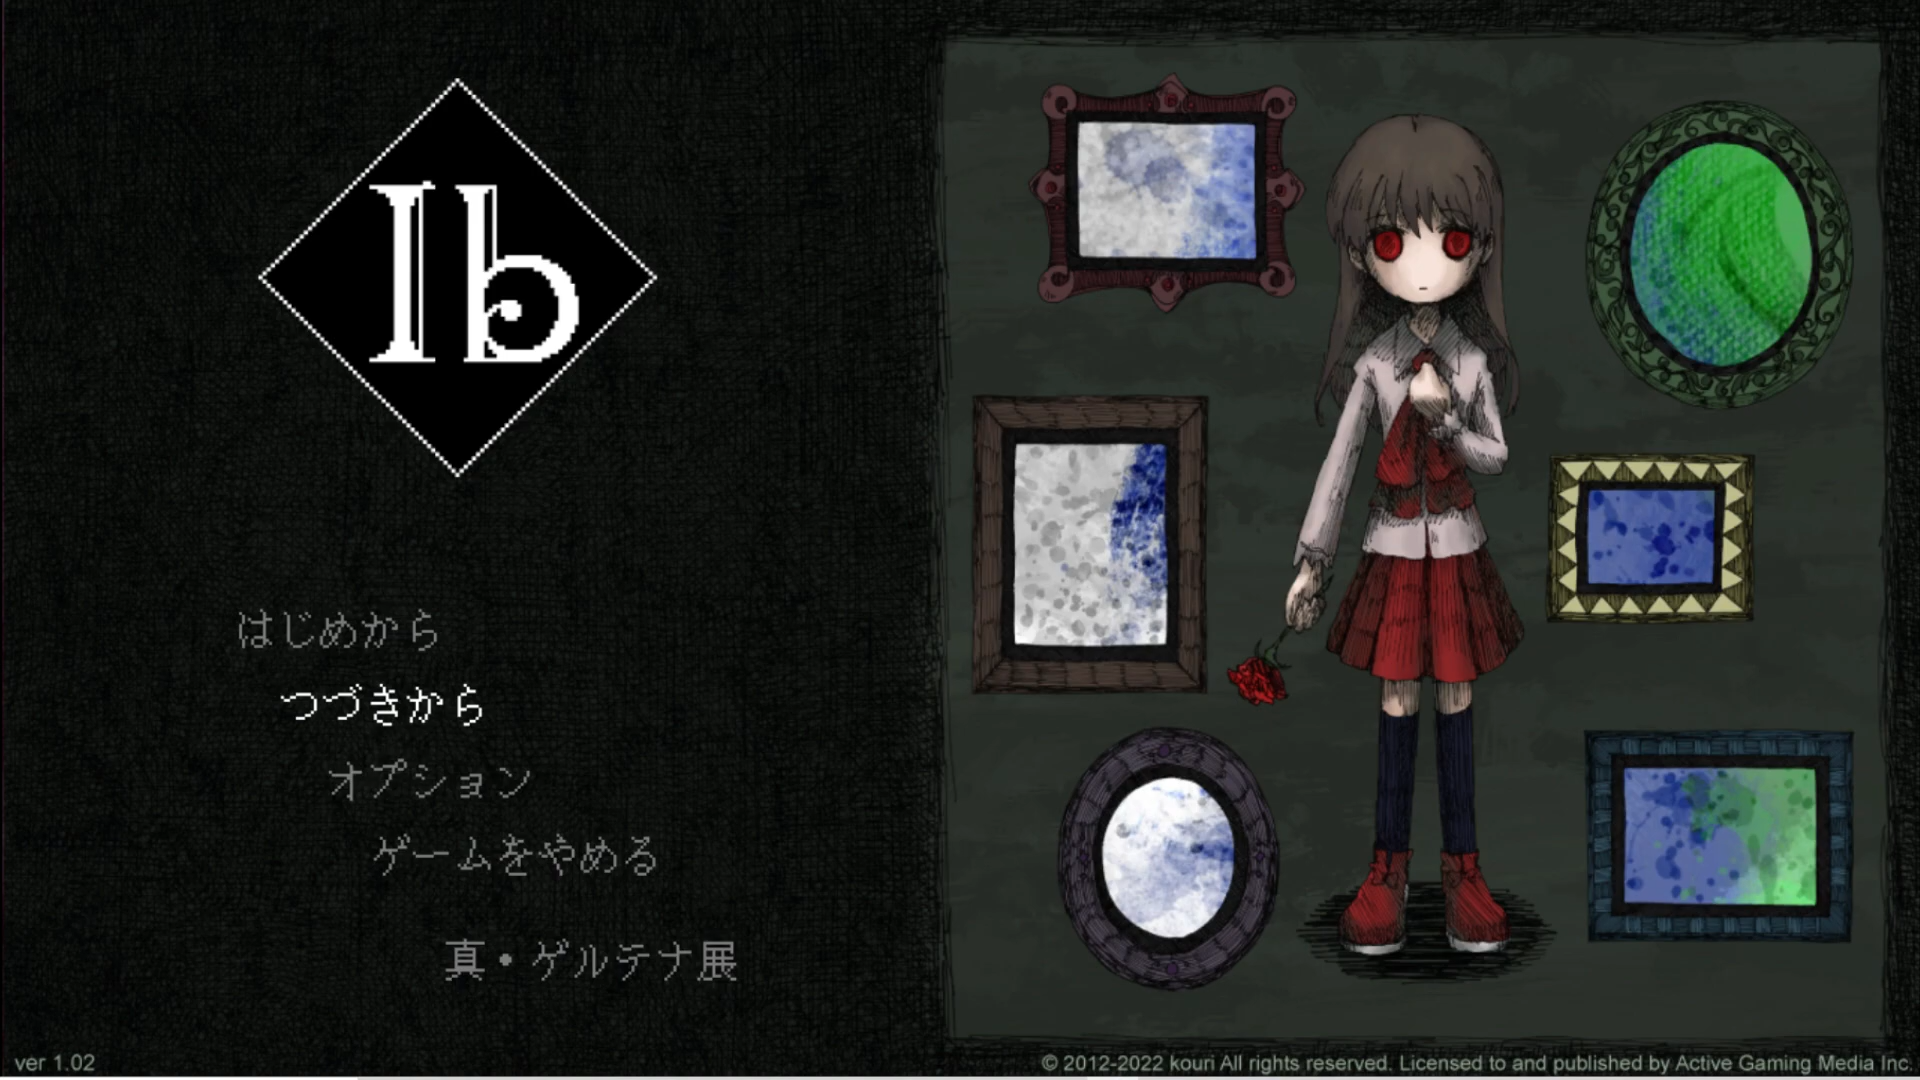 Ib
はじめから
つづきから
オプション
ゲームをやめる
真・ゲルテナ展
ver 1.02
© 2012-2022 kouri All rights reserved. Licensed to and published by Active Gaming Media Inc.